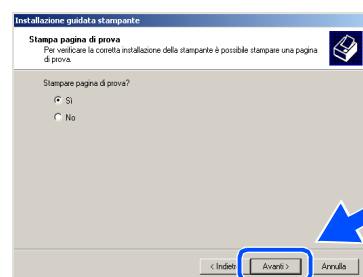 Installazione guidata stampante
Stampa pagina di prova
Per verificare la corretta installazione della stampante è possibile stampare una pagina
di prova.
Stampare pagina di prova?
Sì
No
< Indietr
Avanti >
Annulla